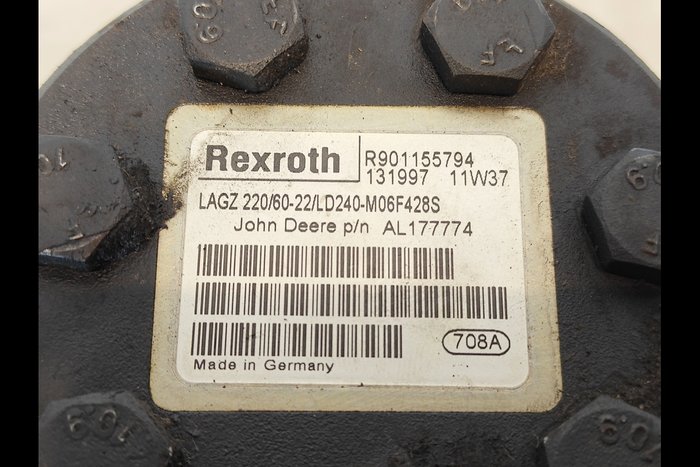 Rexroth
R901155794
131997 11W37
LAGZ 220/60-22/LD240-M06F428S
John Deere p/n AL177774
708A
Made in Germany